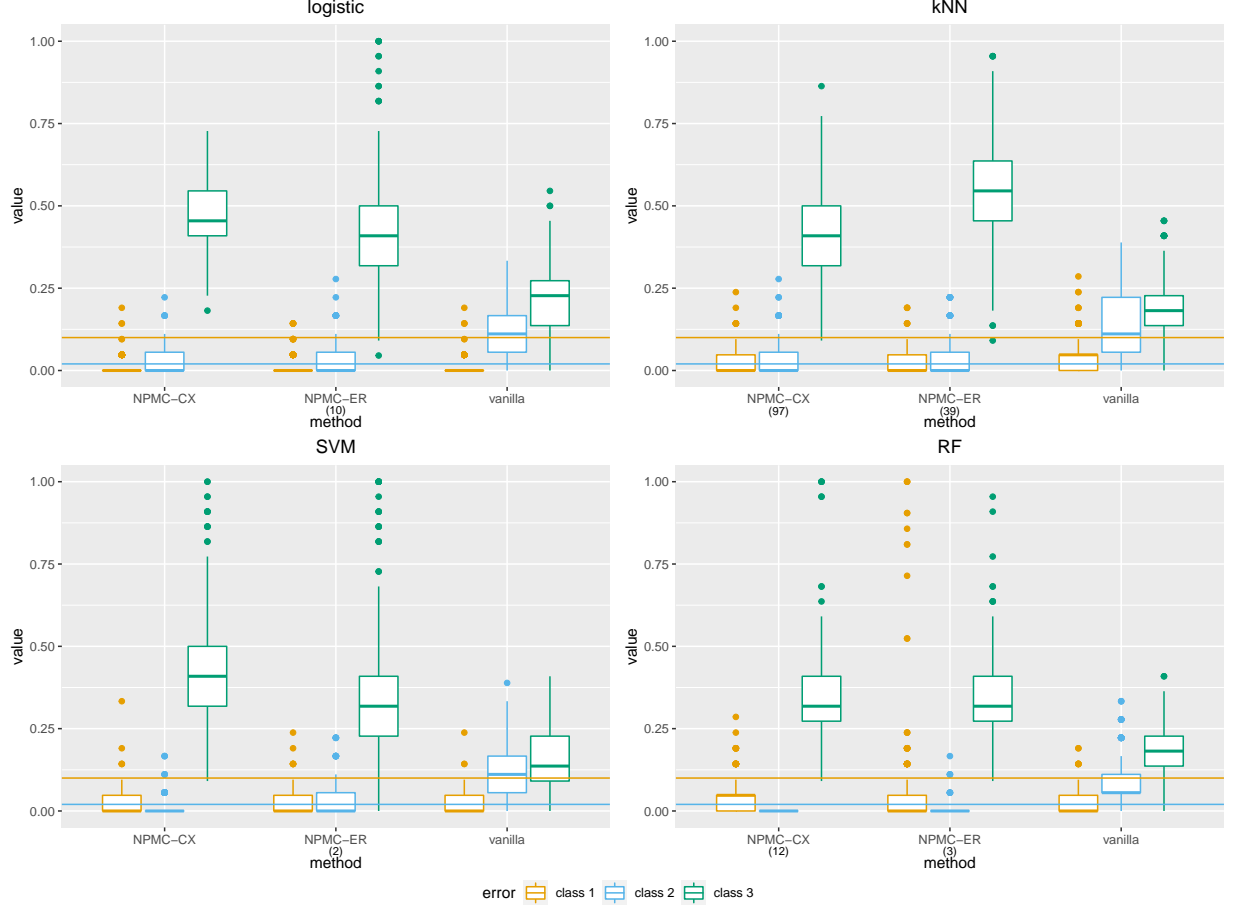 logistic
1.00
0.75
0.50
0.25
0.00
value
NPMC−CX
NPMC−ER
(10)
vanilla
method
kNN
1.00
0.75
0.50
0.25
0.00
value
NPMC−CX
(97)
NPMC−ER
(39)
vanilla
method
SVM
1.00
0.75
0.50
0.25
0.00
value
NPMC−CX
NPMC−ER
(2)
vanilla
method
RF
1.00
0.75
0.50
0.25
0.00
value
NPMC−CX
(12)
NPMC−ER
(3)
vanilla
method
error class 1 class 2 class 3